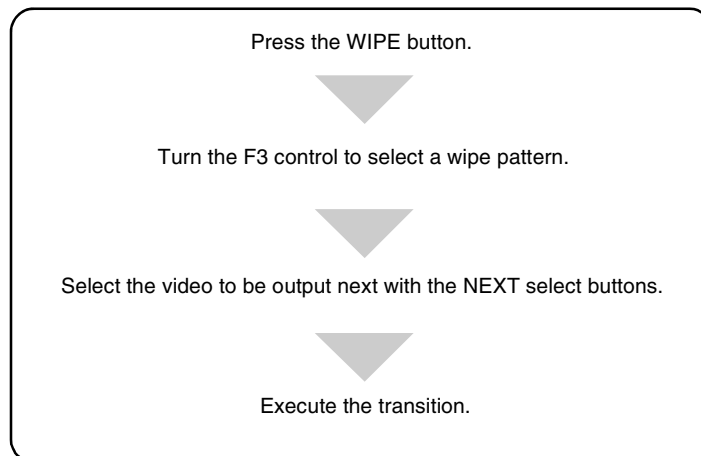 Press the WIPE button.
Turn the F3 control to select a wipe pattern.
Select the video to be output next with the NEXT select buttons.
Execute the transition.